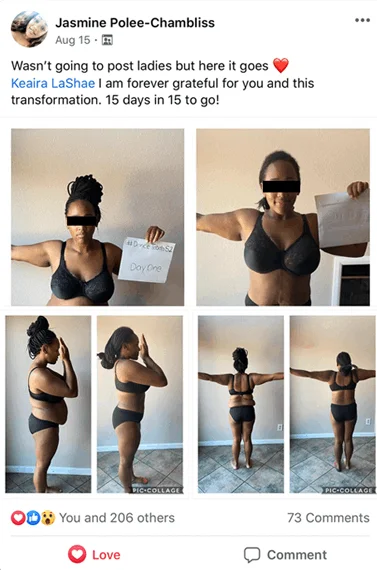 Jasmine Polee-Chambliss
Aug 15 ·
Wasn't going to post ladies but here it goes ❤️
Keaira LaShae I am forever grateful for you and this
transformation. 15 days in 15 to go!
Day One
PIC•COLLAGE
PIC•COLLAGE
You and 206 others
73 Comments
Love
Comment